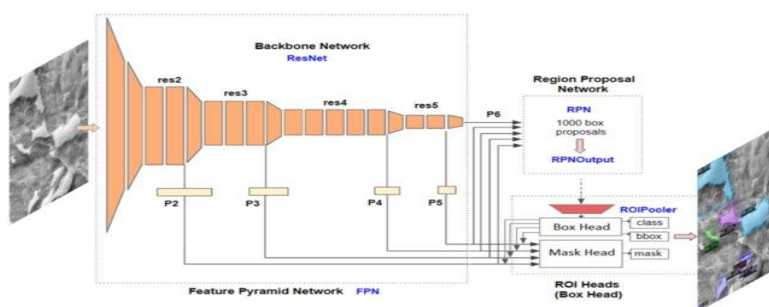 Backbone Network
ResNet
res2
res3
res4
res5
P6
Region Proposal
Network
RPN
1000 box
proposals
RPNOutput
P2
P3
P4
P5
ROIPooler
Box Head
class
bbox
Mask Head
mask
Feature Pyramid Network FPN
ROI Heads
(Box Head)